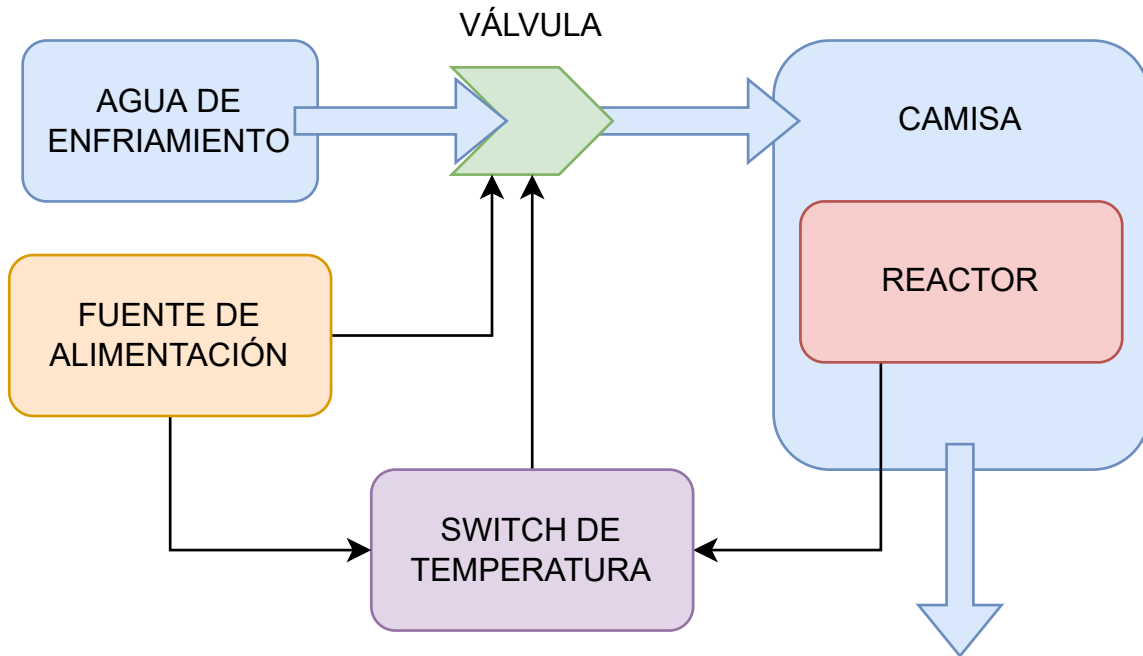 VÁLVULA
AGUA DE
ENFRIAMIENTO
CAMISA
REACTOR
FUENTE DE
ALIMENTACIÓN
SWITCH DE
TEMPERATURA